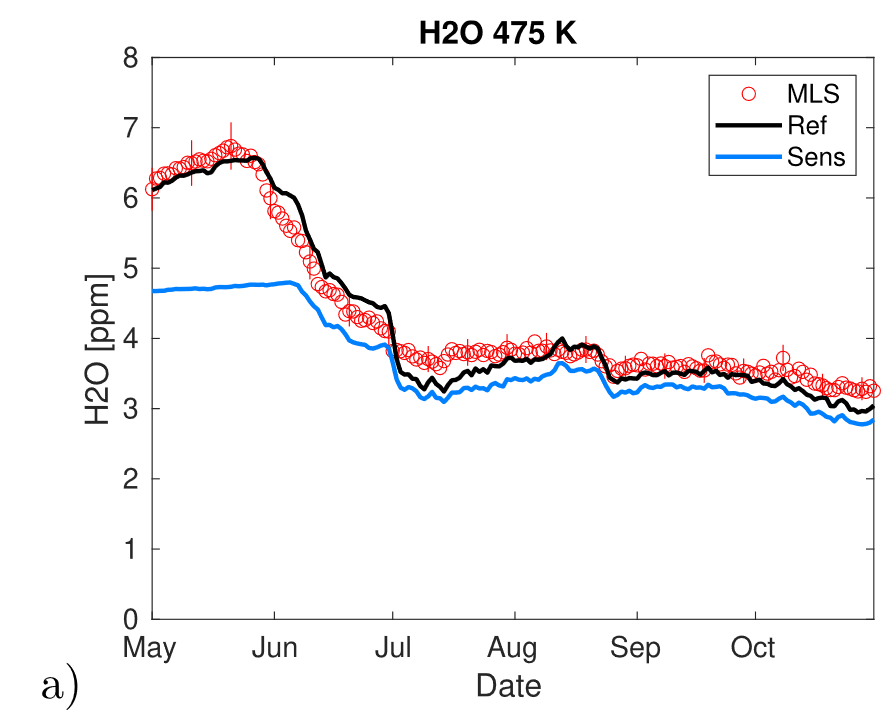 H2O 475 K
MLS
Ref
Sens
8
7
6
5
4
3
2
1
0
H2O [ppm]
May Jun Jul Aug Sep Oct
Date
a)